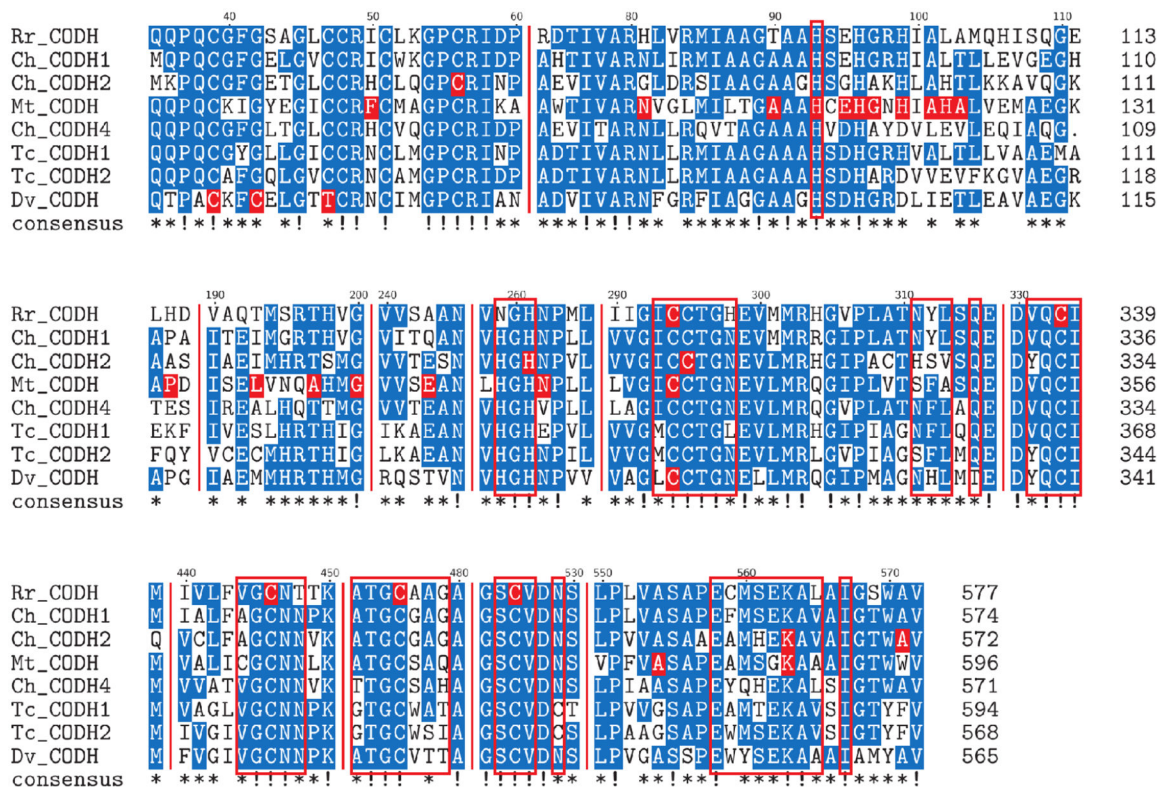 40 50 60 80 90 100 110
Rr_CODH QQPQCGFGSAGLCCRICLKGPCRIDP RDTIVARHLVRMIAAGTAAHSEHGRHIALAMQHISQGE 113
Ch_CODH1 MQPQCGFGELGVCCRICWKGPCRIDP AHTIVARNLIRMIAAGAAAHSEHGRHIALTLLEVGEGH 110
Ch_CODH2 MKPQCGFGETGLCCRHCLQGPCRINP AEVIVARGLDRSIAAGAAGHSGHAKHLAHTLKKAVQGK 111
Mt_CODH QQPQCKIGYEGICCRFCMAGPCRIKA AWTIVARNVGLMILTGAAAHCEHGNHIAHALVEMAEGK 131
Ch_CODH4 QQPQCGFGLTGLCCRHCVQGPCRIDP AEVITARNLLRQVTAGAAAHVDHAYDVLEVLEQIAQG. 109
Tc_CODH1 QQPQCGYGLLGICCRNCLMGPCRINP ADTIVARNLLRMIAAGAAAHSDHGRHVALTLLVAAEMA 111
Tc_CODH2 QQPQCAFGQLGVCCRNCAMGPCRIDP ADTIVARNLLRMIAAGAAAHSDHARDVVEVFKGVAEGR 118
Dv_CODH QTPACKFCELGTTCRNCIMGPCRIAN ADVIVARNFGRFIAGGAAGHSDHGRDLIETLEAVAEGK 115
consensus
190 200 240 260 290 300 310 330
Rr_CODH LHD VAQTMSRTHVG VVSAAN VNGHNPML IIGICCTGHEVMMRHGVPLATNYLSQE DVQCI 339
Ch_CODH1 APA ITEIMGRTHVG VITQAN VHGHNPVL VVGICCTGNEVMMRRGIPLATNYLSQE DVQCI 336
Ch_CODH2 AAS IAEIMHRTSMG VVTESN VHGHNPVL VVGICCTGNEVLMRHGIPACTHSVSQE DYQCI 334
Mt_CODH APD ISELVNQAHMG VVSEAN LHGHNPLL LVGICCTGNEVLMRQGIPLVTSFASQE DVQCI 356
Ch_CODH4 TES IREALHQTTMG VVTEAN VHGHVPLL LAGICCTGNEVLMRQGVPLATNFLAQE DVQCI 334
Tc_CODH1 EKF IVESLHRTHIG IKAEAN VHGHEPVL VVGMCCTGLEVLMRHGIPIAGNFLQQE DVQCI 368
Tc_CODH2 FQY VCECMHRTHIG LKAEAN VHGHNPIL VVGMCCTGNEVLMRLGVPIAGSFLMQE DYQCI 344
Dv_CODH APG IAEMMHRTHIG RQSTVN VHGHNPVV VAGLCCTGNELLMRQGIPMAGNHLMTE DYQCI 341
consensus
440 450 480 530 550 560 570
Rr_CODH M IVLFVGCNTTK ATGCAAGA GSCVDNS LPLVASAPECMSEKALAIGSWAV 577
Ch_CODH1 M IALFAGCNNPK ATGCGAGA GSCVDNS LPLVASAPEFMSEKAVAIGTWAV 574
Ch_CODH2 Q VCLFAGCNNVK ATGCGAGA GSCVDNS LPVVASAAEAMHEKAVAIGTWAV 572
Mt_CODH M VALICGCNNLK ATGCSAQA GSCVDNS VPFVASAPEAMSGKAAAIGTWWV 596
Ch_CODH4 M VVATVGCNNVK TTGCSAHA GSCVDNS LPIAASAPEYQHEKALSIGTWAV 571
Tc_CODH1 M VAGLVGCNNPK GTGCWATA GSCVDCT LPVVGSAPEAMTEKAVSIGTYFV 594
Tc_CODH2 M IVGIVGCNNPK GTGCWSIA GSCVDCS LPAAGSAPEWMSEKAVSIGTYFV 568
Dv_CODH M FVGIVGCNNPK ATGCVTTA GSCVDNS LPVGASSPEWYSEKAAAIAMYAV 565
consensus